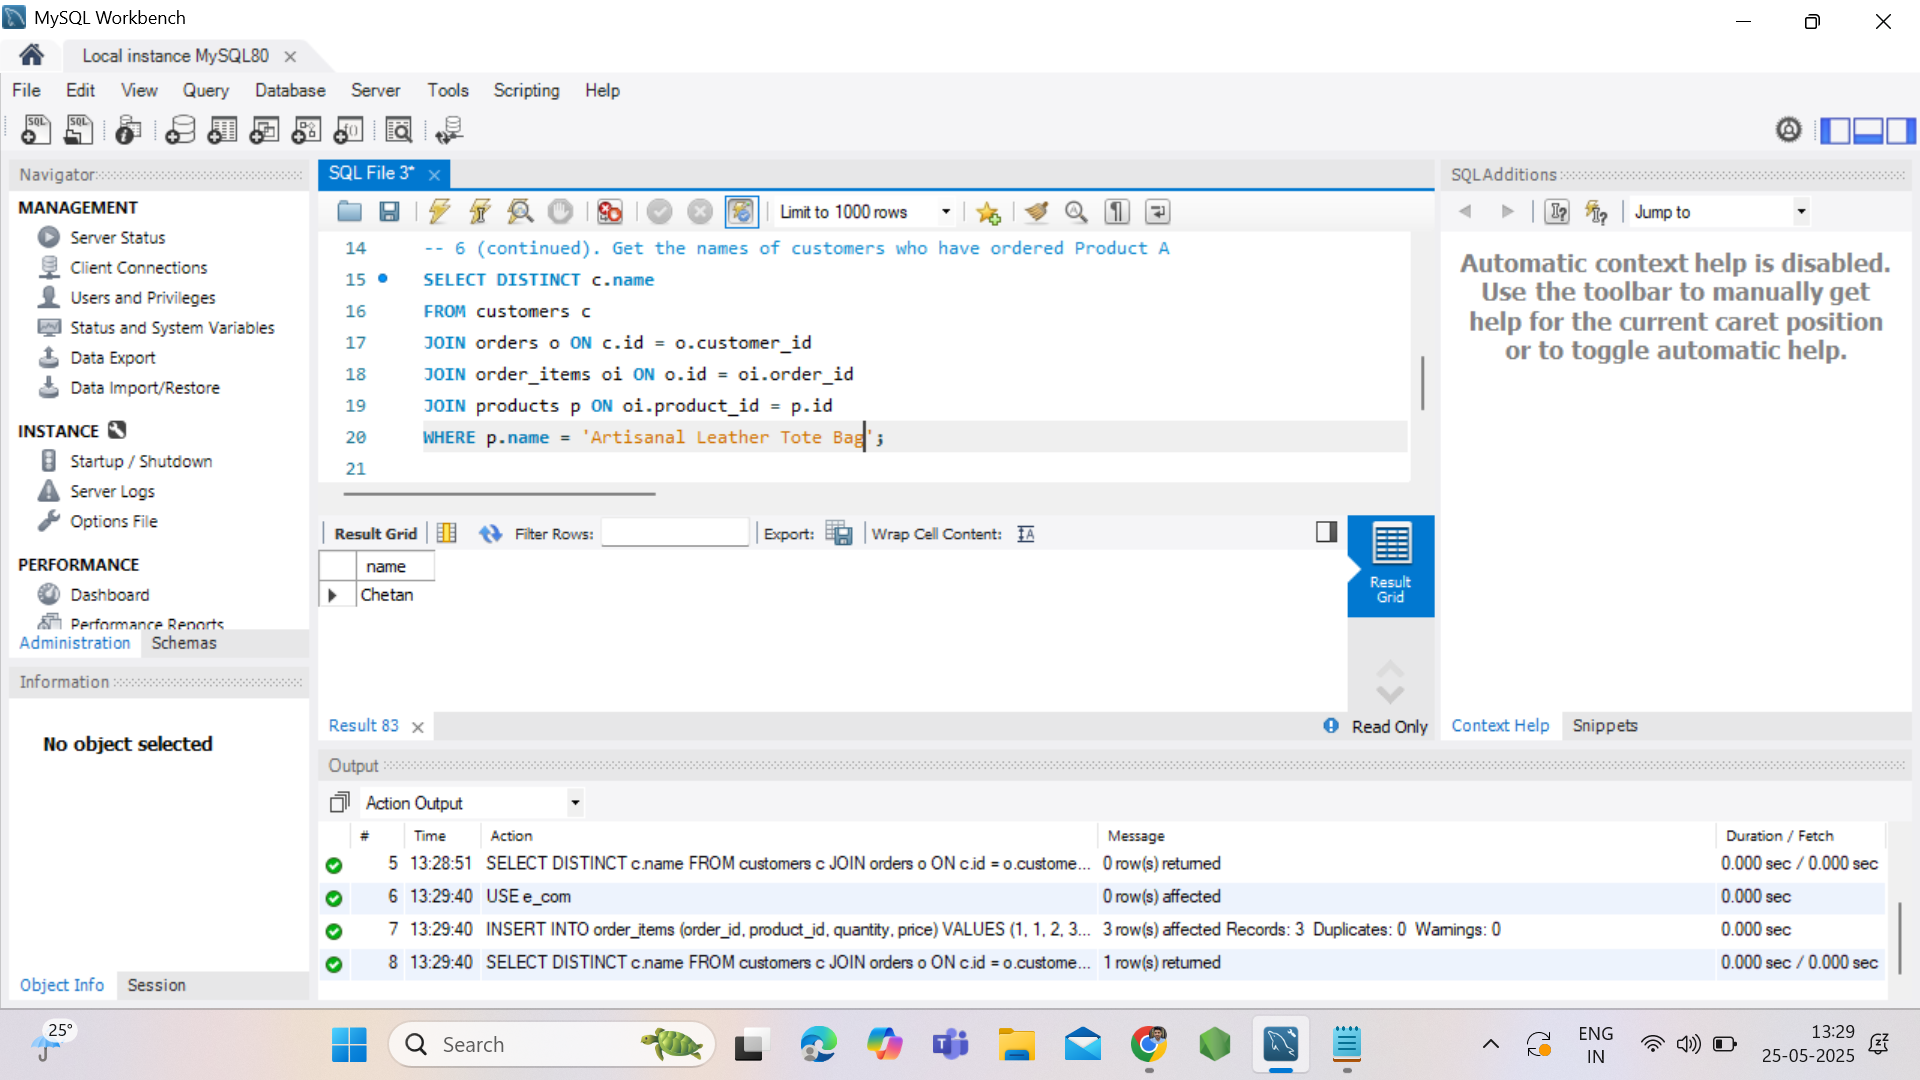 MySQL Workbench
Local instance MySQL80
File Edit View Query Database Server Tools Scripting Help
Navigator
MANAGEMENT
Server Status
Client Connections
Users and Privileges
Status and System Variables
Data Export
Data Import/Restore
INSTANCE
Startup / Shutdown
Server Logs
Options File
PERFORMANCE
Dashboard
Performance Reports
Administration Schemas
Information
No object selected
Object Info Session
SQL File 3*
Limit to 1000 rows
14 -- 6 (continued). Get the names of customers who have ordered Product A
15 SELECT DISTINCT c.name
16 FROM customers c
17 JOIN orders o ON c.id = o.customer_id
18 JOIN order_items oi ON o.id = oi.order_id
19 JOIN products p ON oi.product_id = p.id
20 WHERE p.name = 'Artisanal Leather Tote Bag';
21
Result Grid Filter Rows: Export: Wrap Cell Content:
name
Chetan
Result
Grid
Result 83
Read Only
SQLAdditions
Jump to
Automatic context help is disabled.
Use the toolbar to manually get
help for the current caret position
or to toggle automatic help.
Context Help Snippets
Output
Action Output
# Time Action Message Duration / Fetch
5 13:28:51 SELECT DISTINCT c.name FROM customers c JOIN orders o ON c.id = o.custome... 0 row(s) returned 0.000 sec / 0.000 sec
6 13:29:40 USE e_com 0 row(s) affected 0.000 sec
7 13:29:40 INSERT INTO order_items (order_id, product_id, quantity, price) VALUES (1, 1, 2, 3... 3 row(s) affected Records: 3 Duplicates: 0 Warnings: 0 0.000 sec
8 13:29:40 SELECT DISTINCT c.name FROM customers c JOIN orders o ON c.id = o.custome... 1 row(s) returned 0.000 sec / 0.000 sec
25°
Search
ENG
IN
13:29
25-05-2025